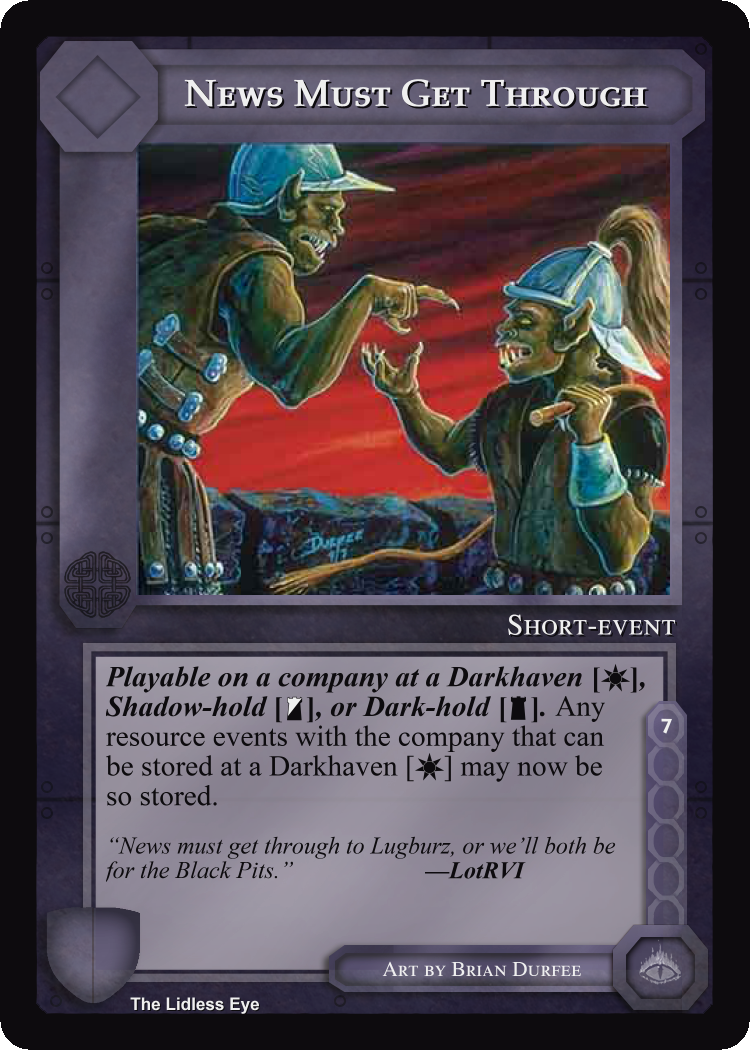 News Must Get Through
Durfee
Short-event
Playable on a company at a Darkhaven [],
Shadow-hold [], or Dark-hold []. Any
resource events with the company that can
be stored at a Darkhaven [] may now be
so stored.
7
“News must get through to Lugburz, or we’ll both be
for the Black Pits.” —LotRVI
Art by Brian Durfee
The Lidless Eye